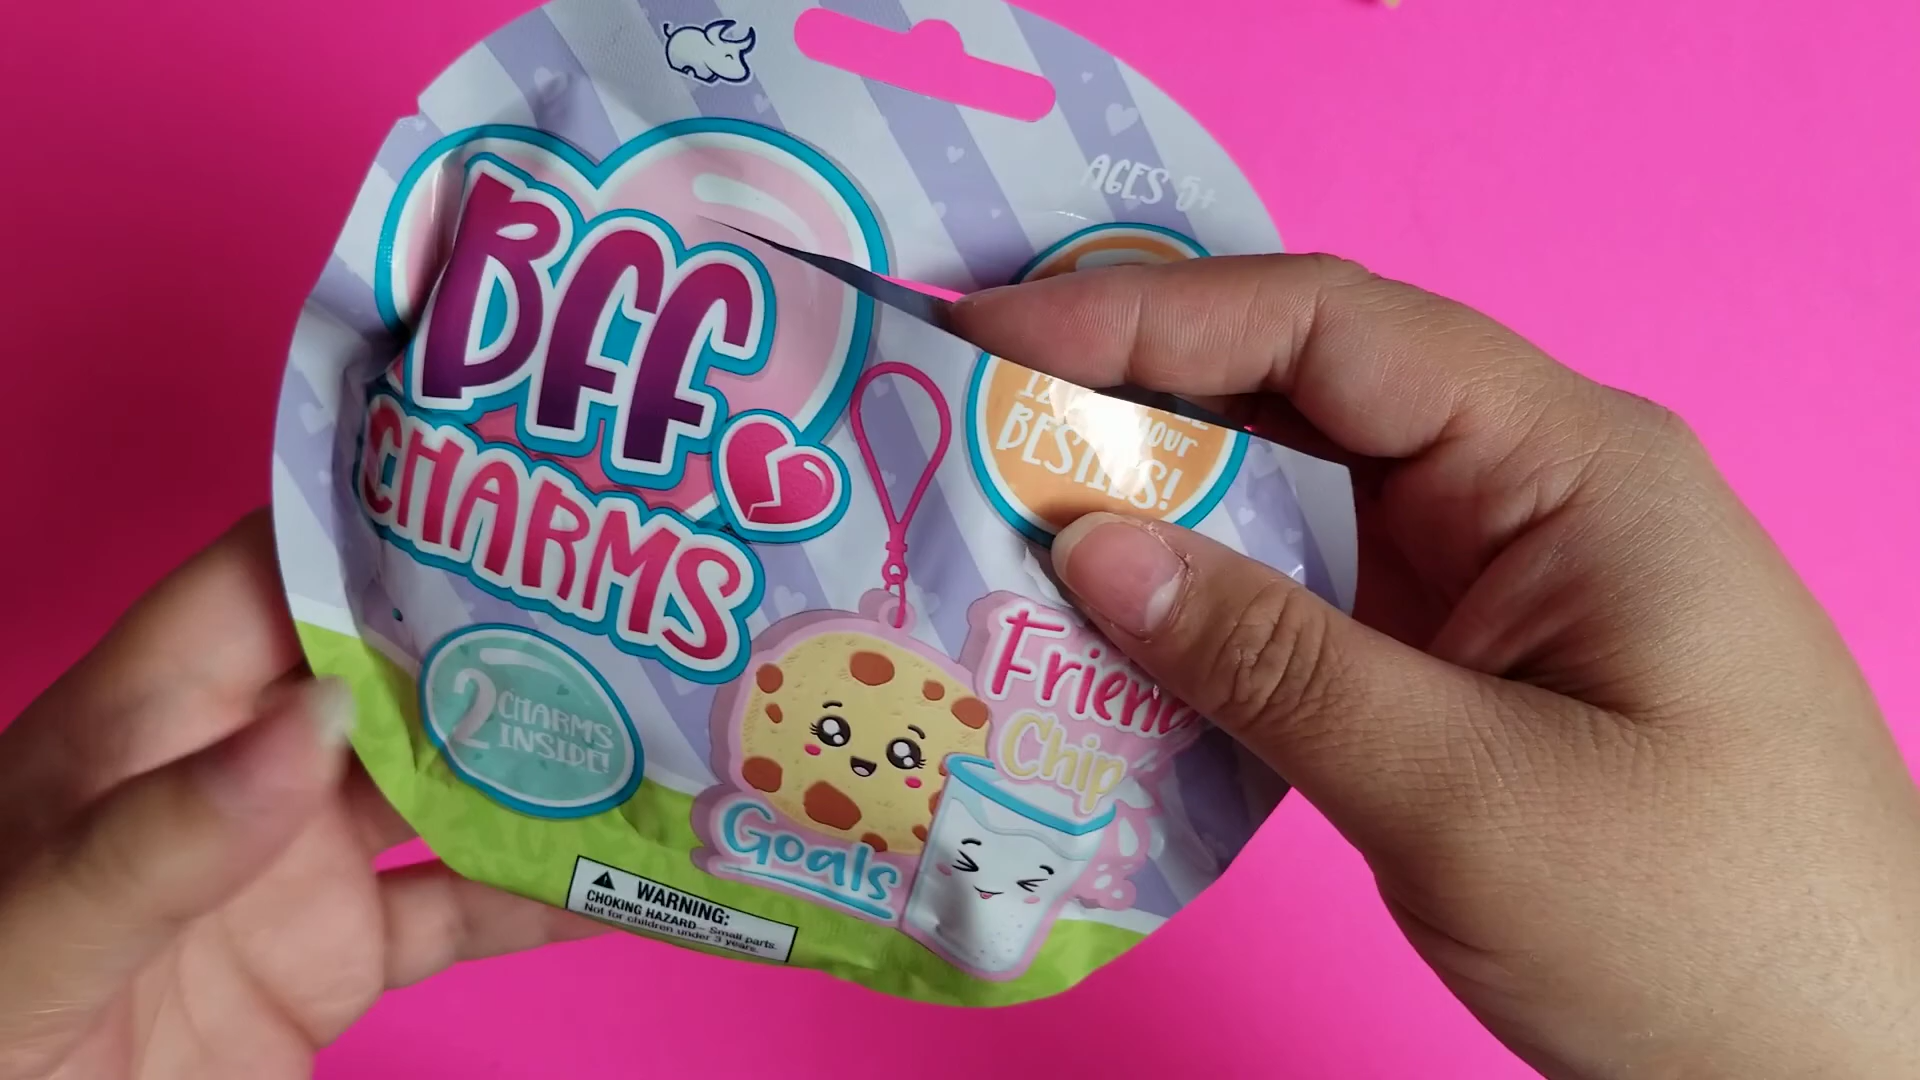 AGES 5+
BFF
CHARMS
BESTIES!
2 CHARMS
INSIDE!
Chip
Goals
WARNING:
CHOKING HAZARD—Small parts.
Not for children under 3 years.